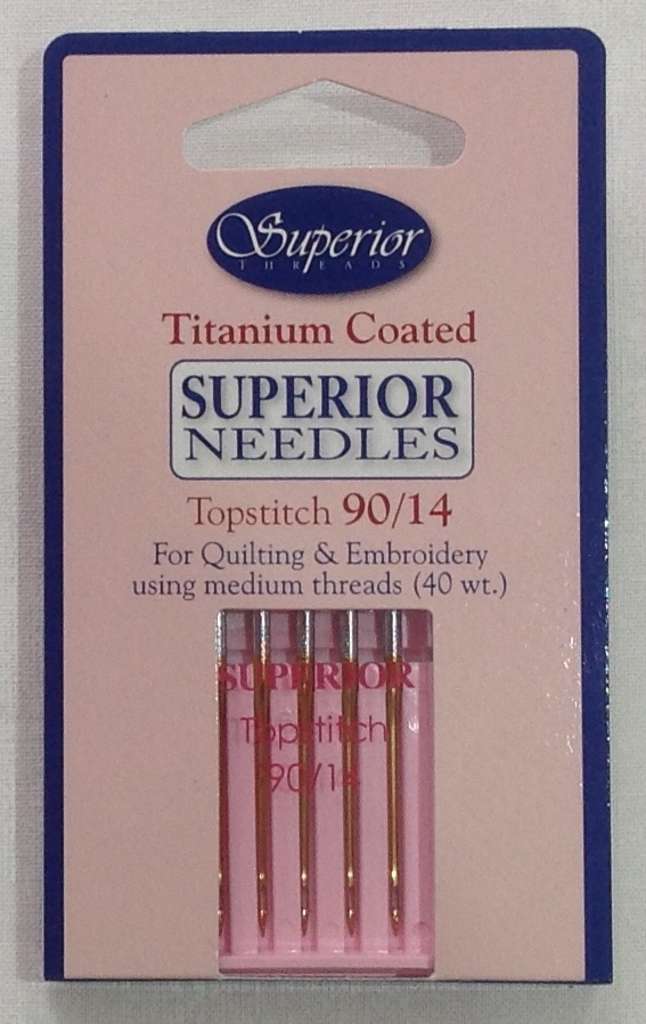 Superior
THREADS
Titanium Coated
SUPERIOR
NEEDLES
Topstitch 90/14
For Quilting & Embroidery
using medium threads (40 wt.)
SUPERIOR
Topstitch
90/14